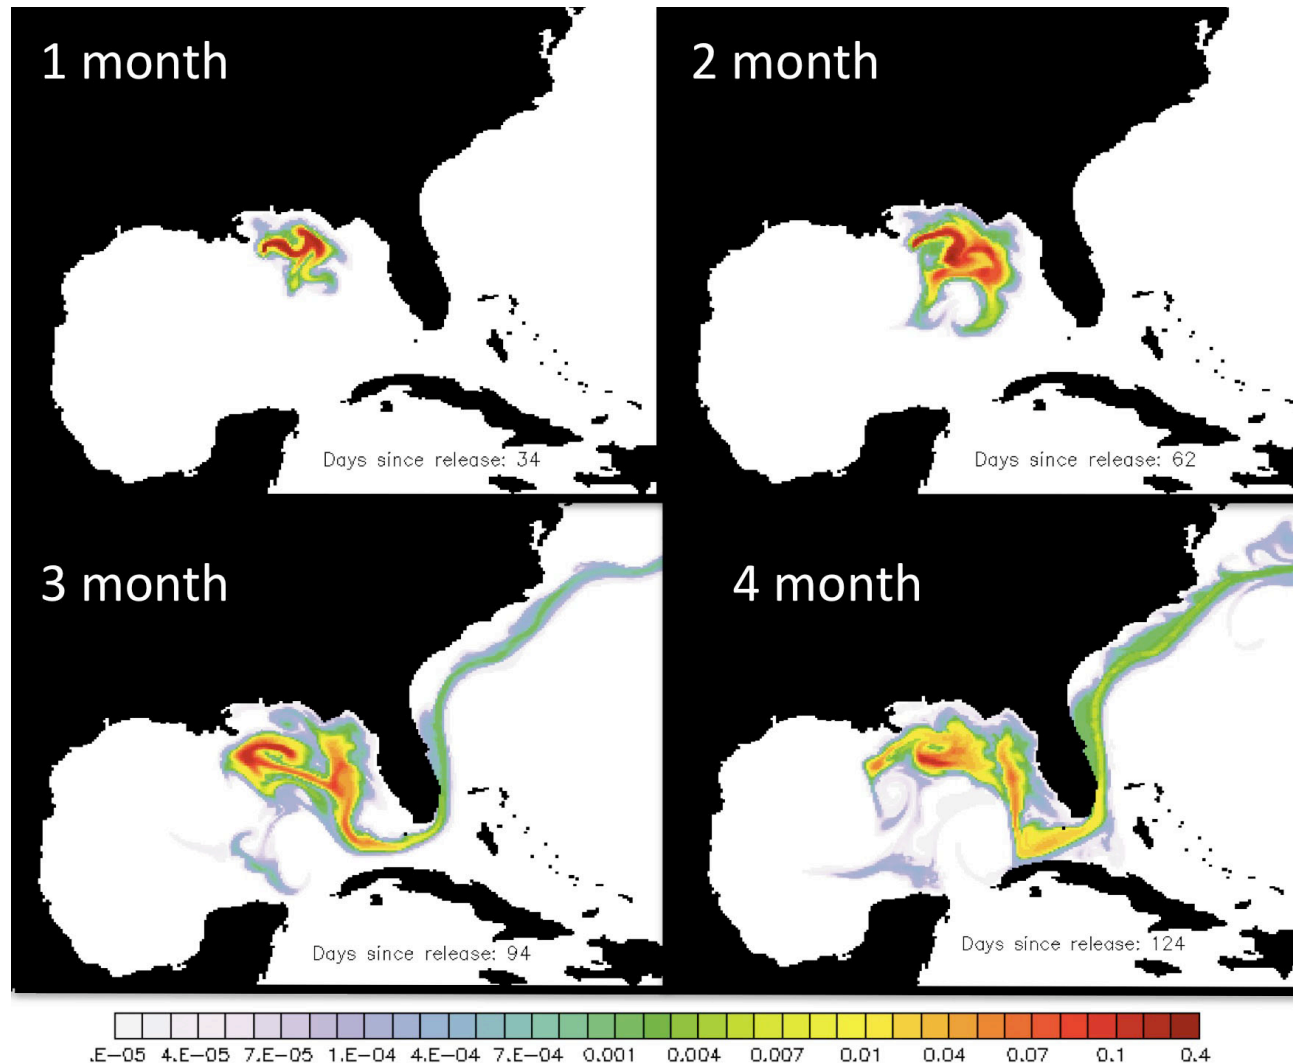 1 month
2 month
Days since release: 34
Days since release: 62
3 month
4 month
Days since release: 94
Days since release: 124
.E-05 4.E-05 7.E-05 1.E-04 4.E-04 7.E-04 0.001 0.004 0.007 0.01 0.04 0.07 0.1 0.4